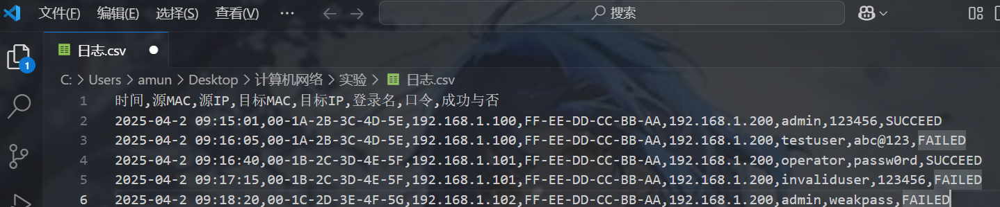 文件(F) 编辑(E) 选择(S) 查看(V) ··· 搜索
日志.csv
1
C: > Users > amun > Desktop > 计算机网络 > 实验 > 日志.csv
1 时间,源MAC,源IP,目标MAC,目标IP,登录名,口令,成功与否
2 2025-04-2 09:15:01,00-1A-2B-3C-4D-5E,192.168.1.100,FF-EE-DD-CC-BB-AA,192.168.1.200,admin,123456,SUCCEED
3 2025-04-2 09:16:05,00-1A-2B-3C-4D-5E,192.168.1.100,FF-EE-DD-CC-BB-AA,192.168.1.200,testuser,abc@123,FAILED
4 2025-04-2 09:16:40,00-1B-2C-3D-4E-5F,192.168.1.101,FF-EE-DD-CC-BB-AA,192.168.1.200,operator,passw0rd,SUCCEED
5 2025-04-2 09:17:15,00-1B-2C-3D-4E-5F,192.168.1.101,FF-EE-DD-CC-BB-AA,192.168.1.200,invaliduser,123456,FAILED
6 2025-04-2 09:18:20,00-1C-2D-3E-4F-5G,192.168.1.102,FF-EE-DD-CC-BB-AA,192.168.1.200,admin,weakpass,FAILED